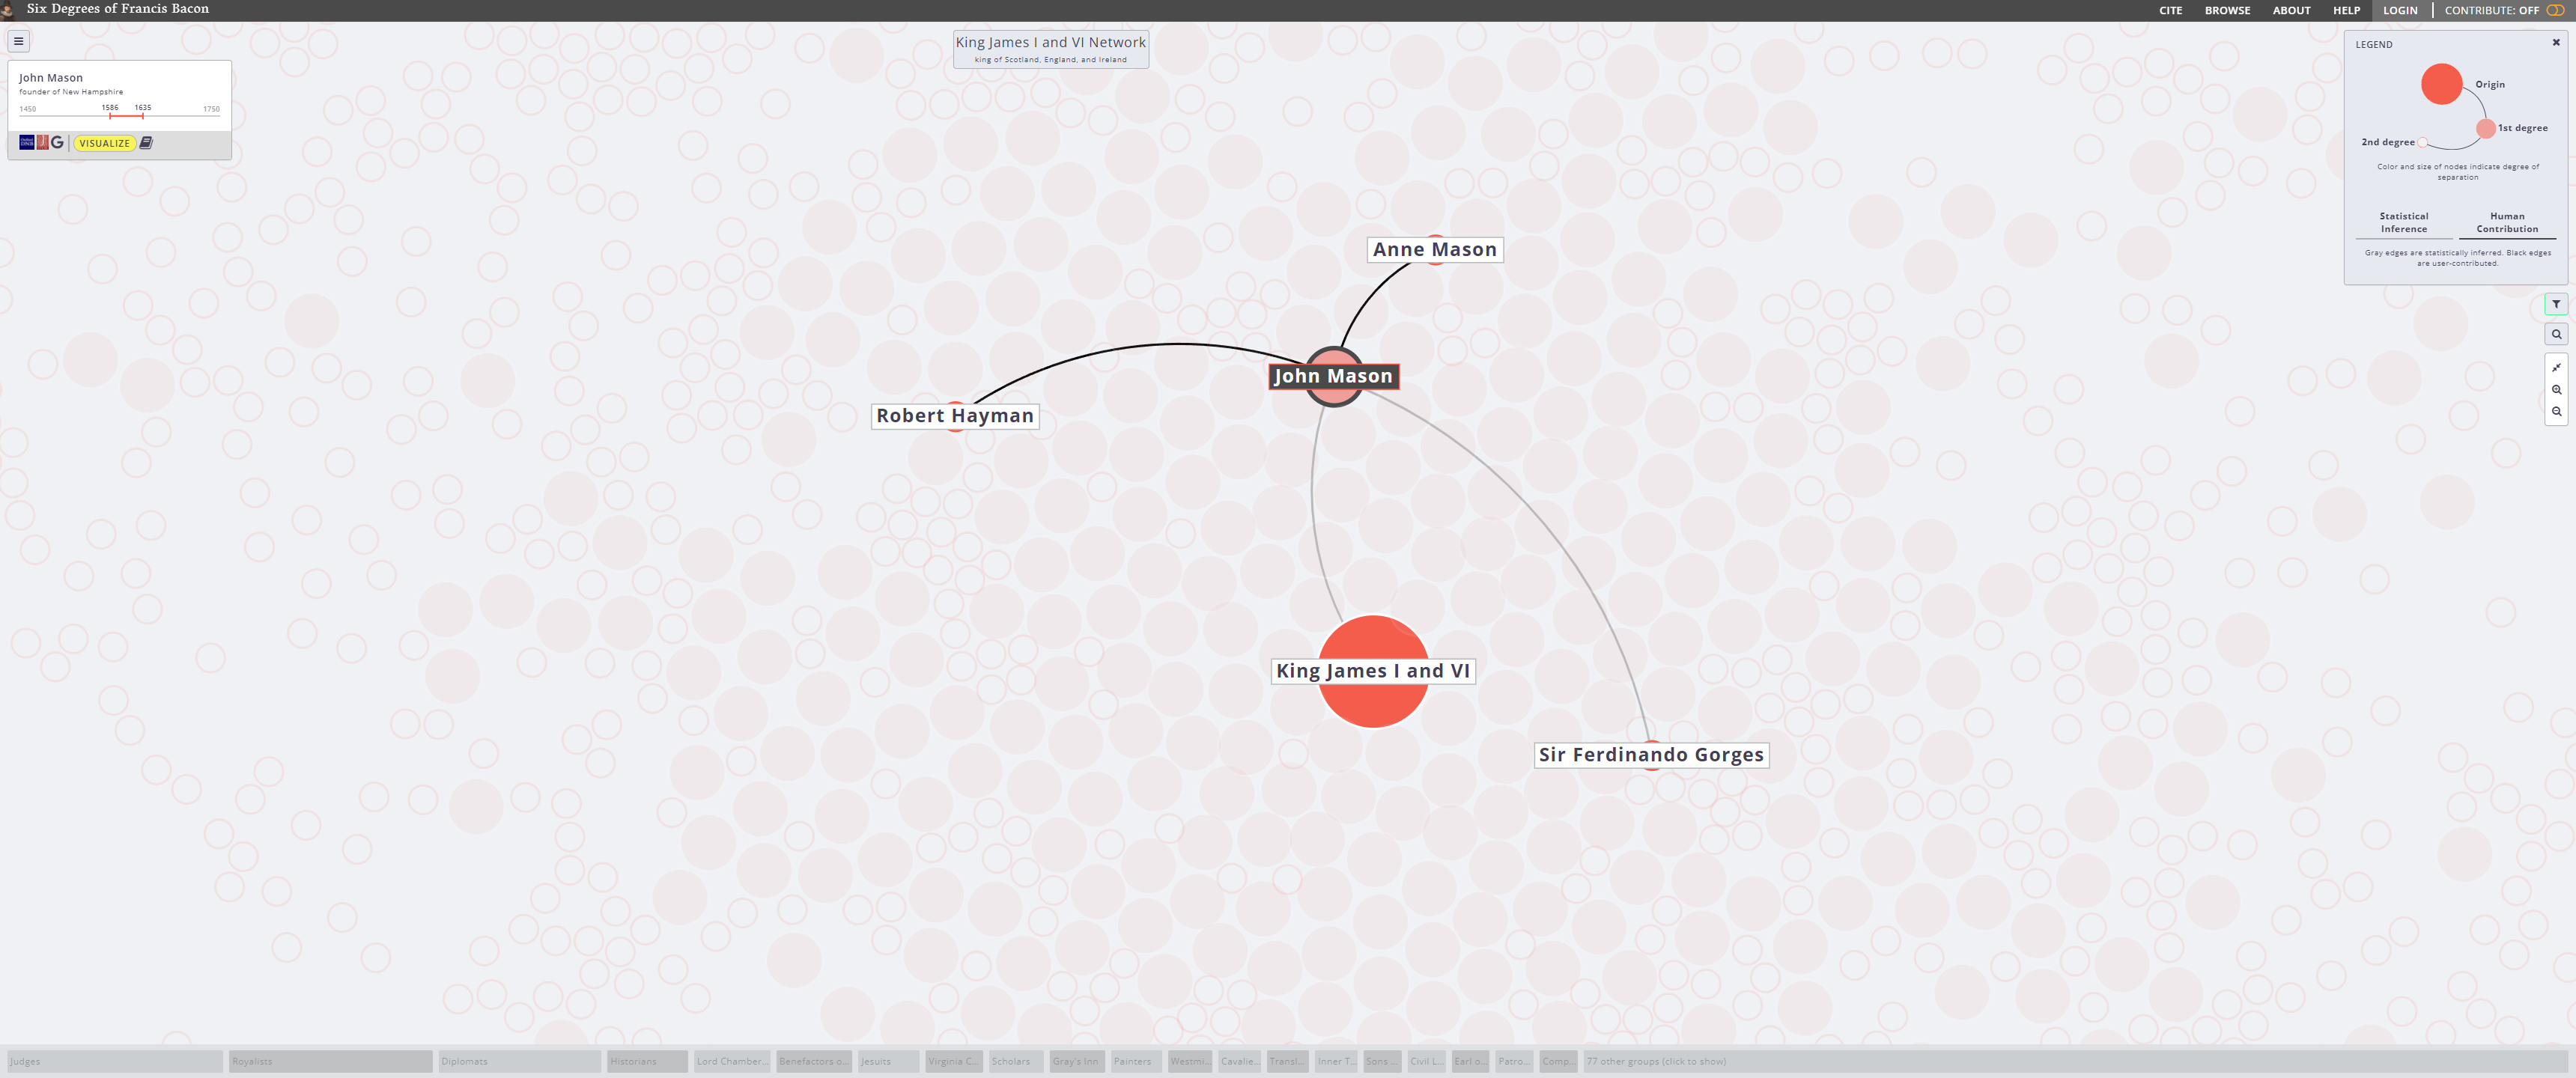 Six Degrees of Francis Bacon
CITE BROWSE ABOUT HELP LOGIN CONTRIBUTE: OFF
King James I and VI Network
king of Scotland, England, and Ireland
John Mason
founder of New Hampshire
1450 1586 1635 1750
VISUALIZE
LEGEND
Origin
1st degree
2nd degree
Color and size of nodes indicate degree of
separation
Statistical
Inference
Human
Contribution
Gray edges are statistically inferred. Black edges
are user-contributed.
Anne Mason
John Mason
Robert Hayman
King James I and VI
Sir Ferdinando Gorges
Judges Royalists Diplomats Historians Lord Chamber... Benefactors o... Jesuits Virginia C... Scholars Gray's Inn Painters Westmi... Cavalie... Transl... Inner T... Sons ... Civil L... Earl o... Patro... Comp... 77 other groups (click to show)